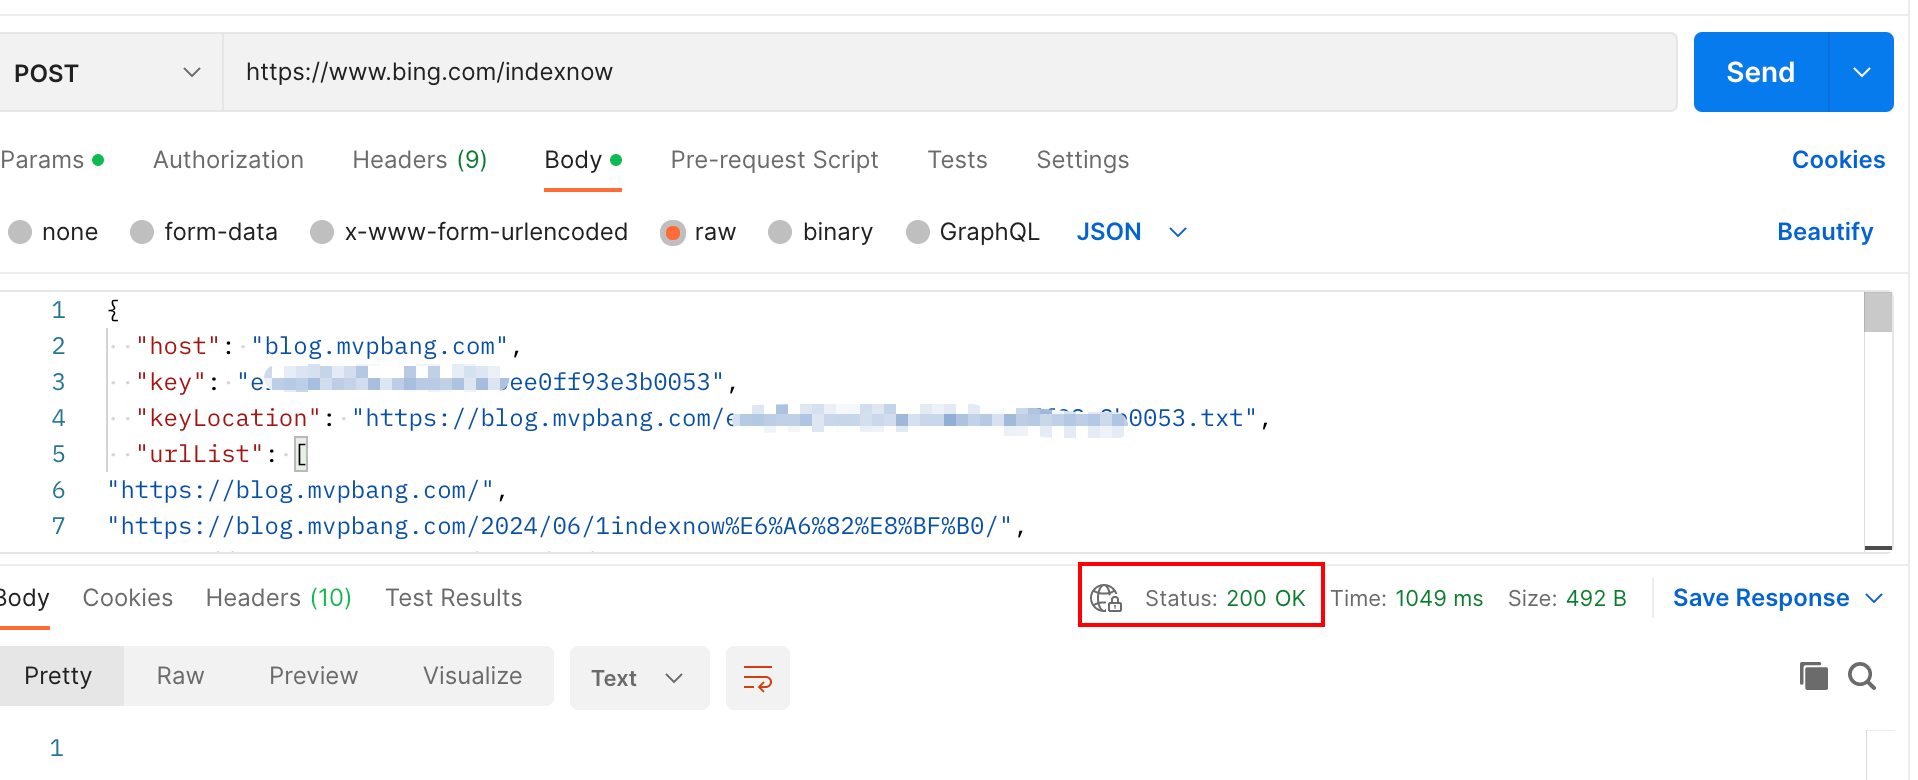 POST https://www.bing.com/indexnow Send
Params Authorization Headers (9) Body Pre-request Script Tests Settings Cookies
none form-data x-www-form-urlencoded raw binary GraphQL JSON Beautify
1 {
2 "host": "blog.mvpbang.com",
3 "key": "e ee0ff93e3b0053",
4 "keyLocation": "https://blog.mvpbang.com/ 0053.txt",
5 "urlList": [
6 "https://blog.mvpbang.com/",
7 "https://blog.mvpbang.com/2024/06/1indexnow%E6%A6%82%E8%BF%B0/",
Body Cookies Headers (10) Test Results Status: 200 OK Time: 1049 ms Size: 492 B Save Response
Pretty Raw Preview Visualize Text
1